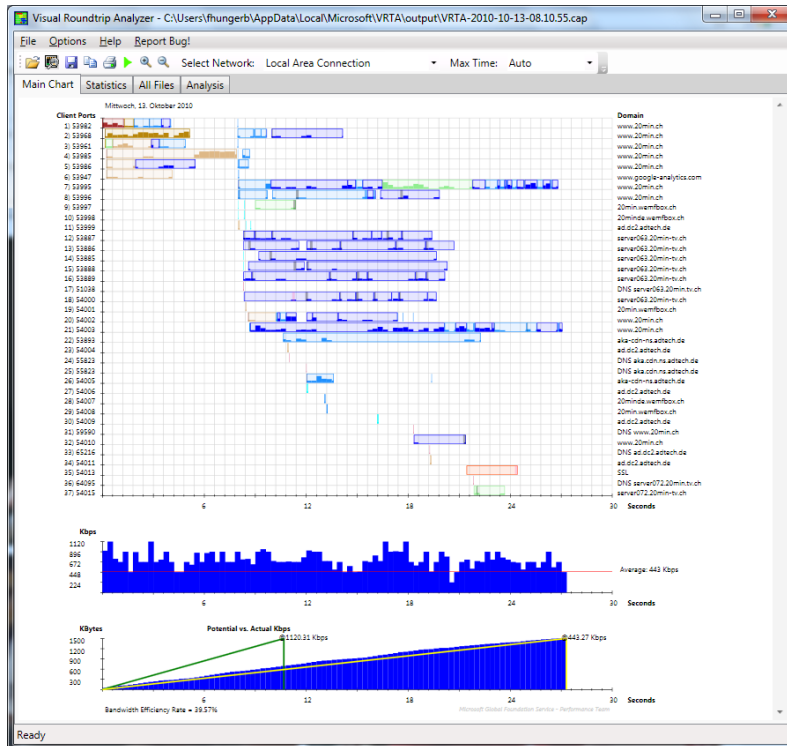 Visual Roundtrip Analyzer - C:\Users\fhungerb\AppData\Local\Microsoft\VRTA\output\VRTA-2010-10-13-08.10.55.cap
File Options Help Report Bug!
Select Network: Local Area Connection Max Time: Auto
Main Chart Statistics All Files Analysis
Mittwoch, 13. Oktober 2010
Client Ports Domain
1) 53982 www.20min.ch
2) 53968 www.20min.ch
3) 53961 www.20min.ch
4) 53985 www.20min.ch
5) 53986 www.20min.ch
6) 53947 www.google-analytics.com
7) 53995 www.20min.ch
8) 53996 www.20min.ch
9) 53997 20min.wemfbox.ch
10) 53998 20minde.wemfbox.ch
11) 53999 ad.dc2.adtech.de
12) 53887 server063.20min-tv.ch
13) 53886 server063.20min-tv.ch
14) 53885 server063.20min-tv.ch
15) 53888 server063.20min-tv.ch
16) 53889 server063.20min-tv.ch
17) 51038 DNS server063.20min.tv.ch
18) 54000 server063.20min-tv.ch
19) 54001 20min.wemfbox.ch
20) 54002 www.20min.ch
21) 54003 www.20min.ch
22) 53893 aka-cdn-ns.adtech.de
23) 54004 ad.dc2.adtech.de
24) 55823 DNS aka.cdn.ns.adtech.de
25) 55823 DNS aka.cdn.ns.adtech.de
26) 54005 aka-cdn-ns.adtech.de
27) 54006 ad.dc2.adtech.de
28) 54007 20minde.wemfbox.ch
29) 54008 20min.wemfbox.ch
30) 54009 ad.dc2.adtech.de
31) 59590 DNS www.20min.ch
32) 54010 www.20min.ch
33) 65216 DNS ad.dc2.adtech.de
34) 54011 ad.dc2.adtech.de
35) 54013 SSL
36) 64095 DNS server072.20min.tv.ch
37) 54015 server072.20min-tv.ch
6 12 18 24 30 Seconds
Kbps
1120
896
672
448
224
Average: 443 Kbps
6 12 18 24 30 Seconds
KBytes Potential vs. Actual Kbps
1120.31 Kbps 443.27 Kbps
1500
1200
900
600
300
6 12 18 24 30 Seconds
Bandwidth Efficiency Rate = 39.57%
Microsoft Global Foundation Service - Performance Team
Ready